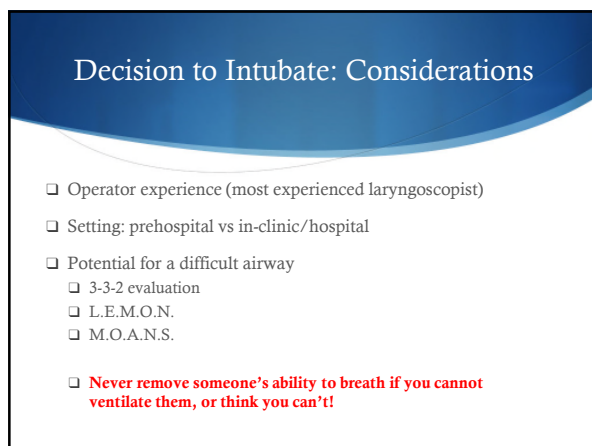 Decision to Intubate: Considerations
Operator experience (most experienced laryngoscopist)
Setting: prehospital vs in-clinic/hospital
Potential for a difficult airway
3-3-2 evaluation
L.E.M.O.N.
M.O.A.N.S.
Never remove someone's ability to breath if you cannot
ventilate them, or think you can't!